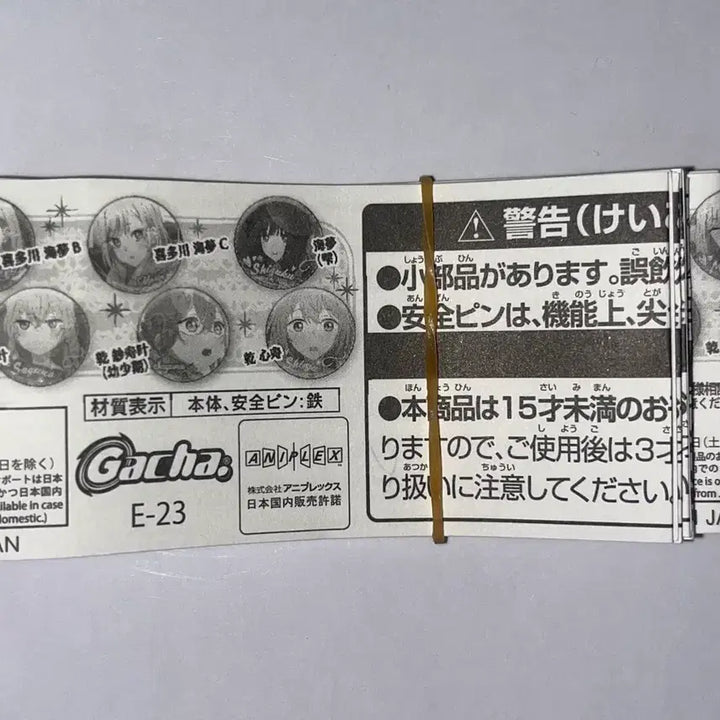 喜多川 海夢 B
喜多川 海夢 C
海夢
(雫)
叶
乾 紗寿叶
(幼少期)
乾 心寿
材質表示 本体、安全ピン:鉄
日を除く)
ポートは日本
かつ日本国内
ailable in case
domestic.)
AN
Gacha®
E-23
ANIPLEX
株式会社 アニプレックス
日本国内販売許諾
⚠ 警告(けい
●小部品があります。誤飲
●安全ピンは、機能上、尖
●本商品は15才未満のお
りますので、ご使用後は3才
り扱いに注意してください。